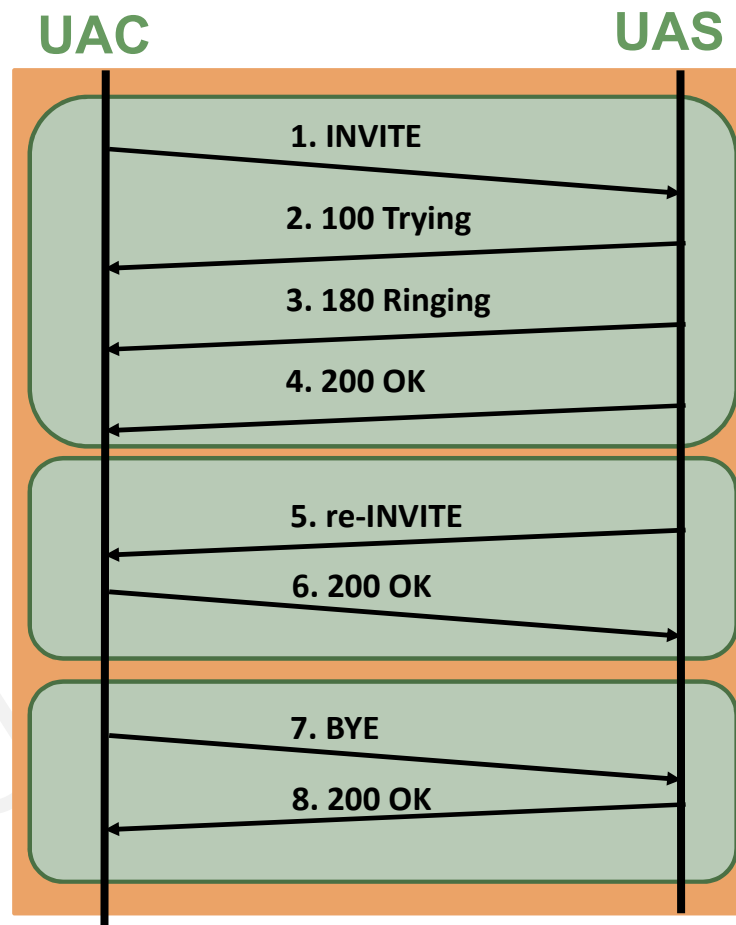 UAC UAS
1. INVITE
2. 100 Trying
3. 180 Ringing
4. 200 OK
5. re-INVITE
6. 200 OK
7. BYE
8. 200 OK